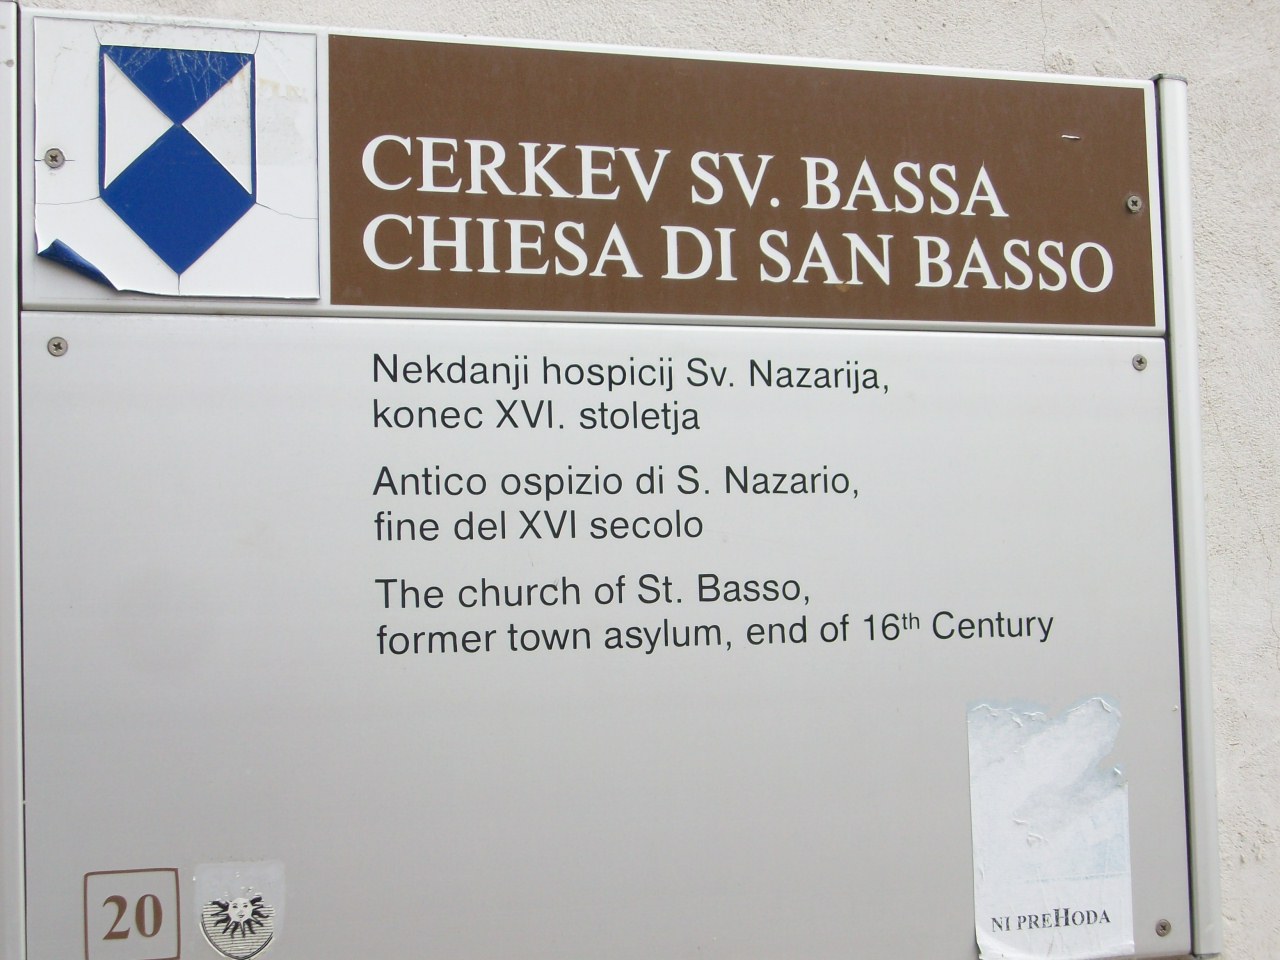 CERKEV SV. BASSA
CHIESA DI SAN BASSO
Nekdanji hospicij Sv. Nazarija,
konec XVI. stoletja
Antico ospizio di S. Nazario,
fine del XVI secolo
The church of St. Basso,
former town asylum, end of 16th Century
20
NI PREHODA